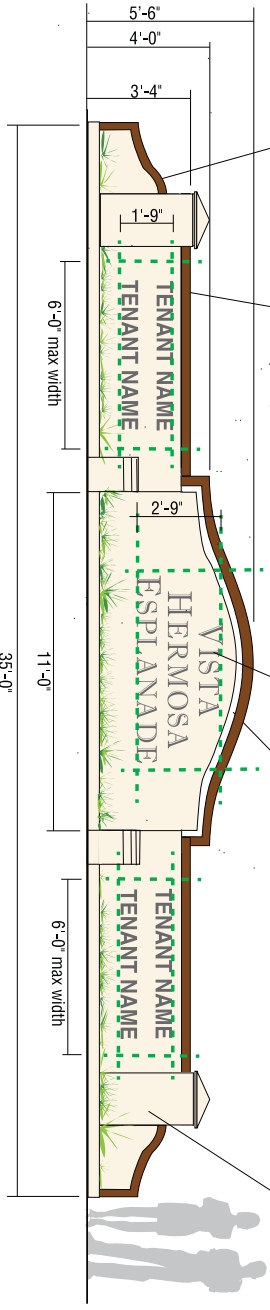 5'-6"
4'-0"
3'-4"
1'-9"
TENANT NAME
TENANT NAME
6'-0" max width
2'-9"
VISTA
HERMOSA
ESPLANADE
11'-0"
35'-0"
TENANT NAME
TENANT NAME
6'-0" max width